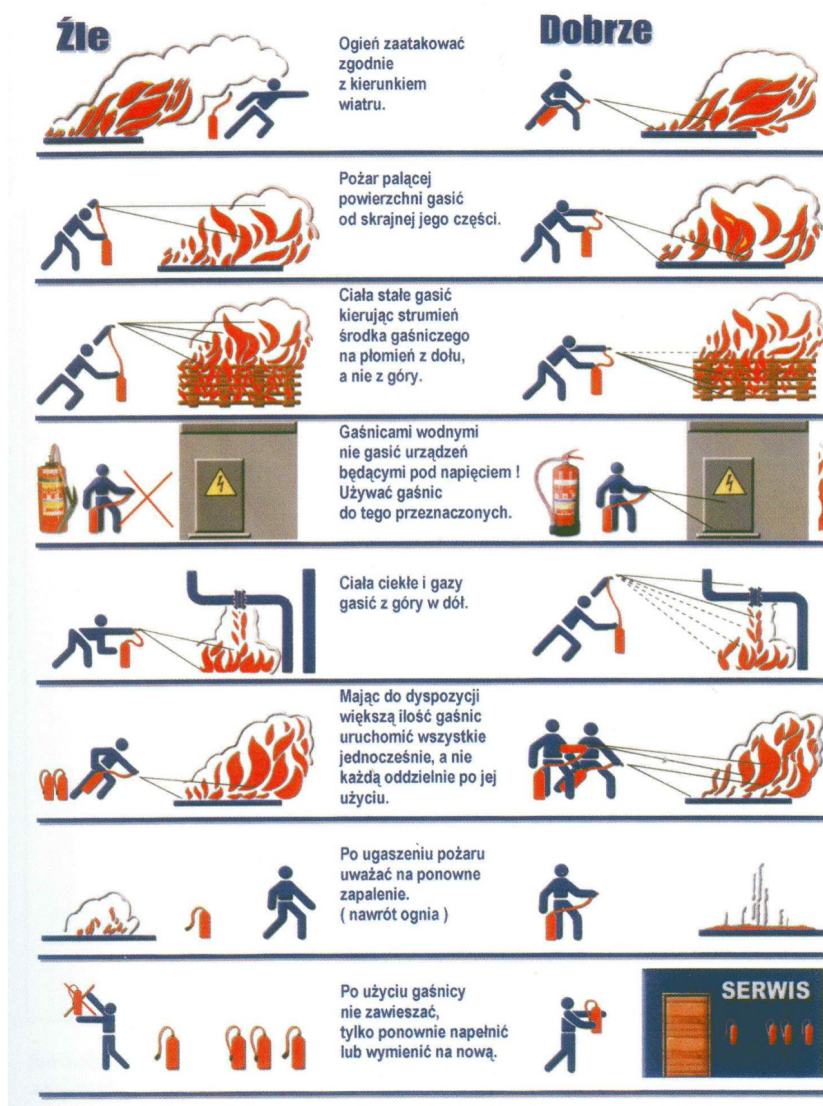 Źle
Dobrze
Ogień zaatakować
zgodnie
z kierunkiem
wiatru.
Pożar palącej
powierzchni gasić
od skrajnej jego części.
Ciała stałe gasić
kierując strumień
środka gaśniczego
na płomień z dołu,
a nie z góry.
Gaśnicami wodnymi
nie gasić urządzeń
będącymi pod napięciem !
Używać gaśnic
do tego przeznaczonych.
Ciała ciekłe i gazy
gasić z góry w dół.
Mając do dyspozycji
większą ilość gaśnic
uruchomić wszystkie
jednocześnie, a nie
każdą oddzielnie po jej
użyciu.
Po ugaszeniu pożaru
uważać na ponowne
zapalenie.
( nawrót ognia )
Po użyciu gaśnicy
nie zawieszać,
tylko ponownie napełnić
lub wymienić na nową.
SERWIS